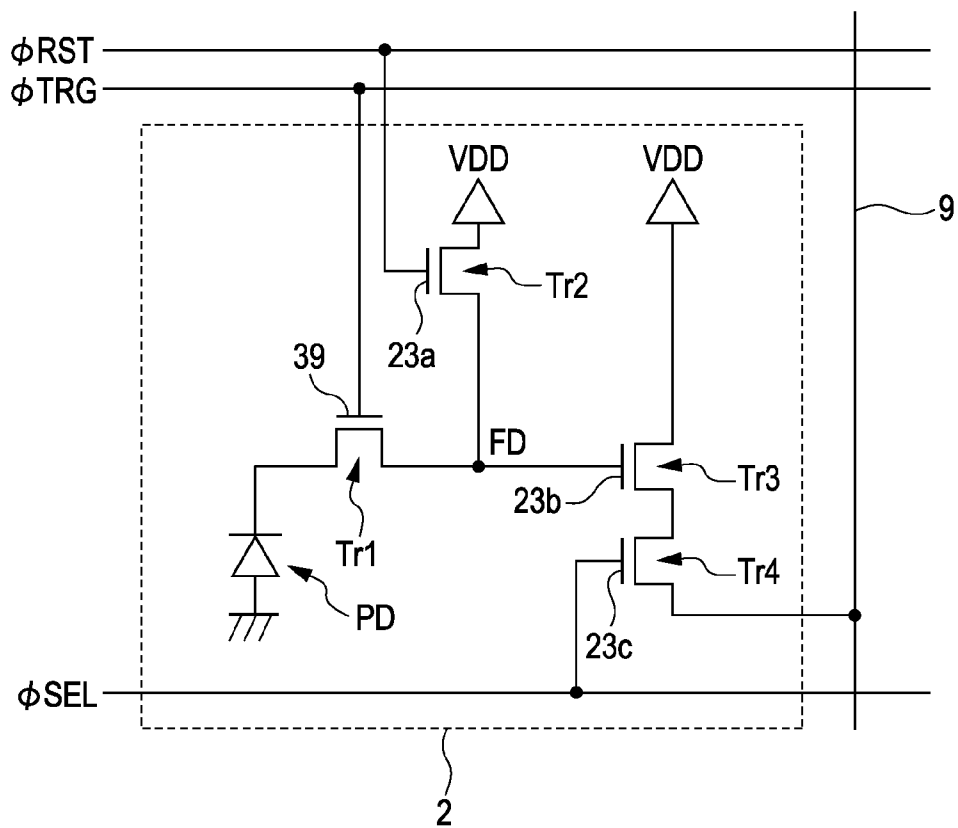 ϕRST
ϕTRG
VDD
VDD
9
Tr2
23a
39
FD
Tr3
23b
Tr1
Tr4
PD
23c
ϕSEL
2